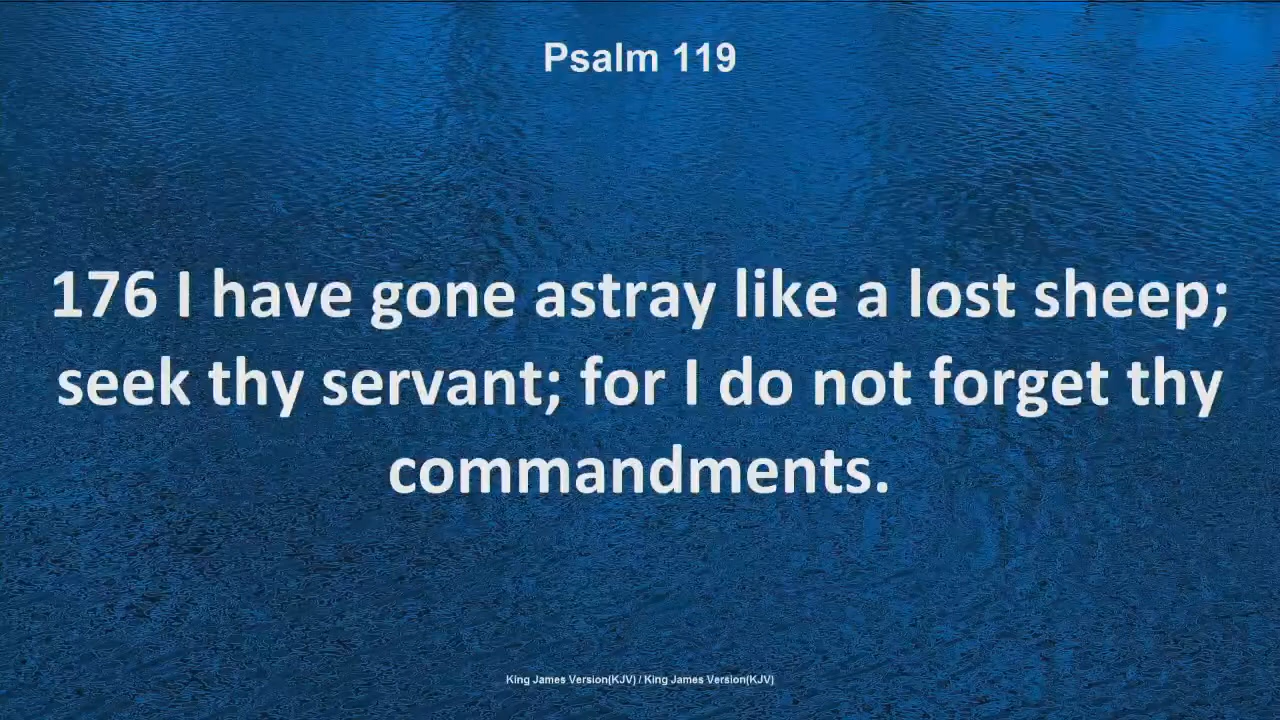 Psalm 119
176 I have gone astray like a lost sheep;
seek thy servant; for I do not forget thy
commandments.
King James Version(KJV) / King James Version(KJV)